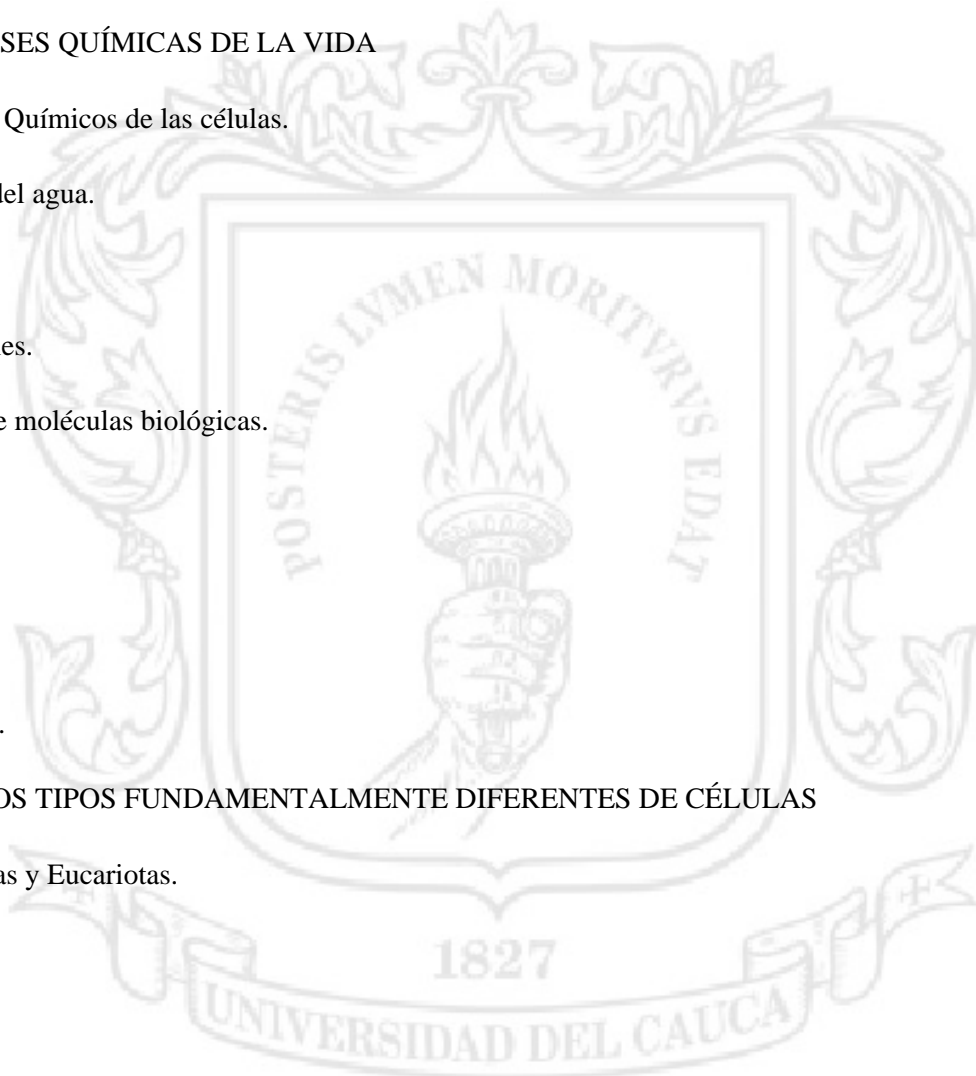 SES QUÍMICAS DE LA VIDA
Químicos de las células.
del agua.
es.
e moléculas biológicas.
.
OS TIPOS FUNDAMENTALMENTE DIFERENTES DE CÉLULAS
as y Eucariotas.
POSTERIS LVMEN MORITVRVS EDAT
1827
UNIVERSIDAD DEL CAUCA